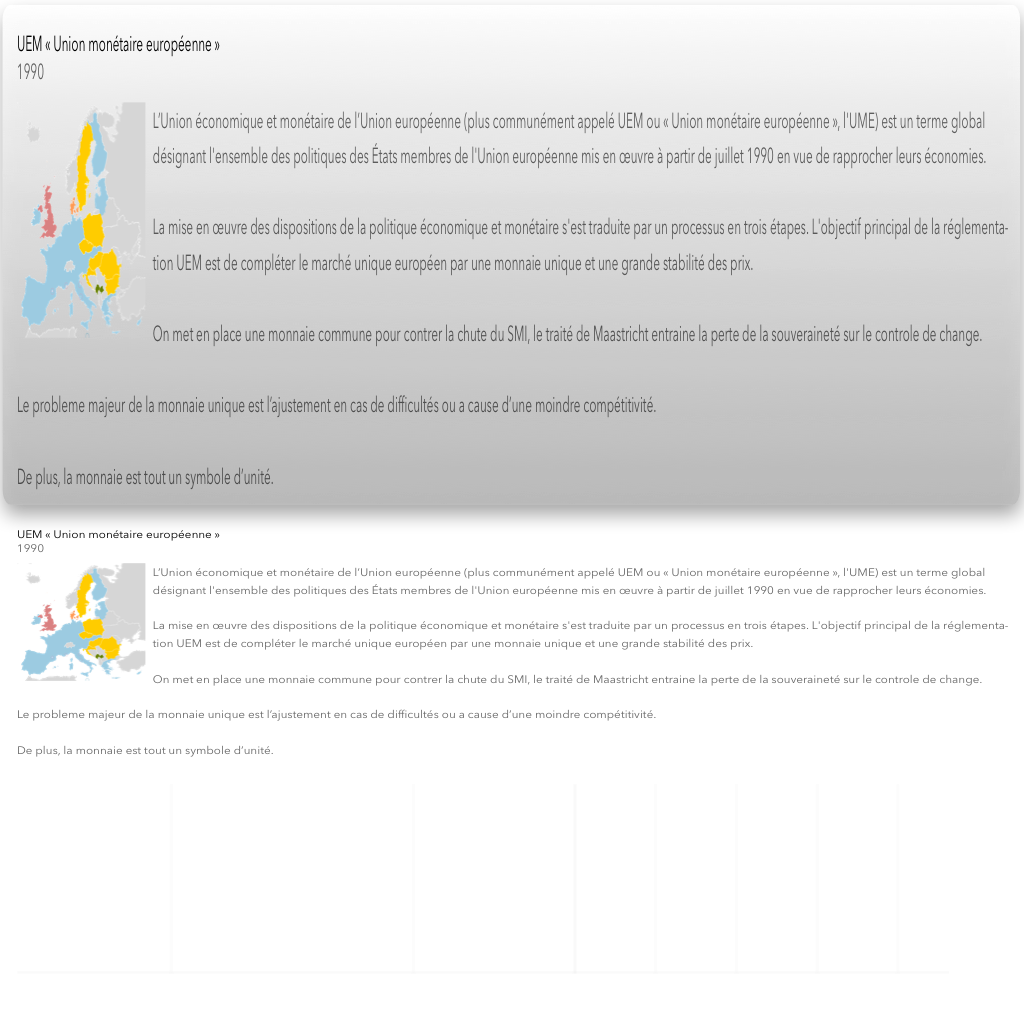 UEM « Union monétaire européenne »
1990
L’Union économique et monétaire de l’Union européenne (plus communément appelé UEM ou « Union monétaire européenne », l'UME) est un terme global
désignant l'ensemble des politiques des États membres de l'Union européenne mis en œuvre à partir de juillet 1990 en vue de rapprocher leurs économies.
La mise en œuvre des dispositions de la politique économique et monétaire s'est traduite par un processus en trois étapes. L'objectif principal de la réglementa-
tion UEM est de compléter le marché unique européen par une monnaie unique et une grande stabilité des prix.
On met en place une monnaie commune pour contrer la chute du SMI, le traité de Maastricht entraine la perte de la souveraineté sur le controle de change.
Le probleme majeur de la monnaie unique est l’ajustement en cas de difficultés ou a cause d’une moindre compétitivité.
De plus, la monnaie est tout un symbole d’unité.
UEM « Union monétaire européenne »
1990
L’Union économique et monétaire de l’Union européenne (plus communément appelé UEM ou « Union monétaire européenne », l'UME) est un terme global
désignant l'ensemble des politiques des États membres de l'Union européenne mis en œuvre à partir de juillet 1990 en vue de rapprocher leurs économies.
La mise en œuvre des dispositions de la politique économique et monétaire s'est traduite par un processus en trois étapes. L'objectif principal de la réglementa-
tion UEM est de compléter le marché unique européen par une monnaie unique et une grande stabilité des prix.
On met en place une monnaie commune pour contrer la chute du SMI, le traité de Maastricht entraine la perte de la souveraineté sur le controle de change.
Le probleme majeur de la monnaie unique est l’ajustement en cas de difficultés ou a cause d’une moindre compétitivité.
De plus, la monnaie est tout un symbole d’unité.